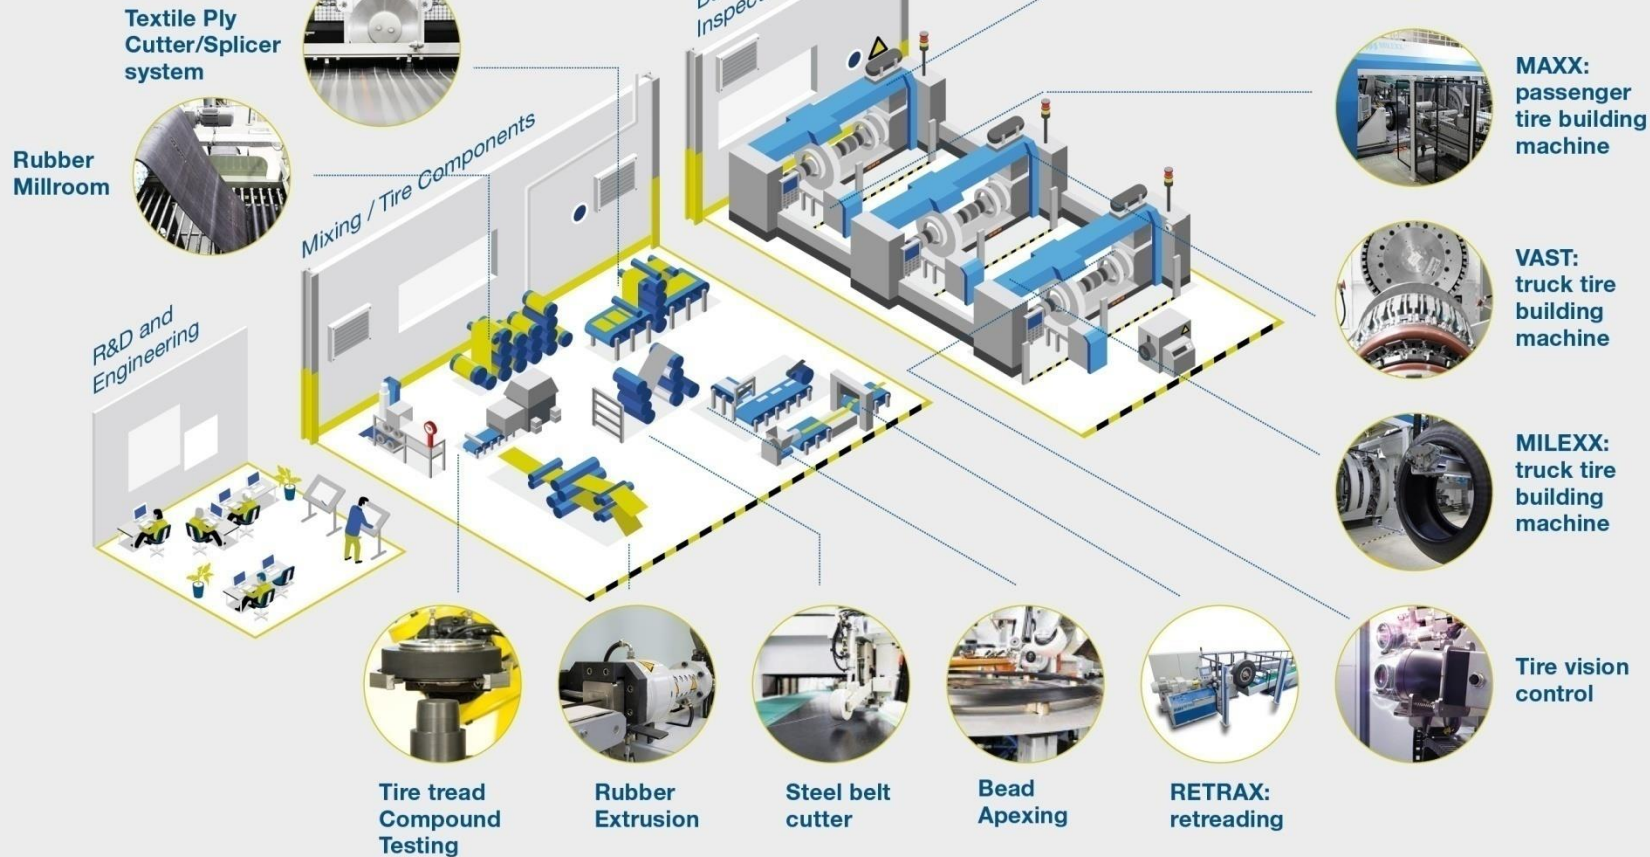 Textile Ply
Cutter/Splicer
system
Rubber
Millroom
Mixing / Tire Components
R&D and
Engineering
MAXX:
passenger
tire building
machine
VAST:
truck tire
building
machine
MILEXX:
truck tire
building
machine
Tire vision
control
Tire tread
Compound
Testing
Rubber
Extrusion
Steel belt
cutter
Bead
Apexing
RETRAX:
retreading